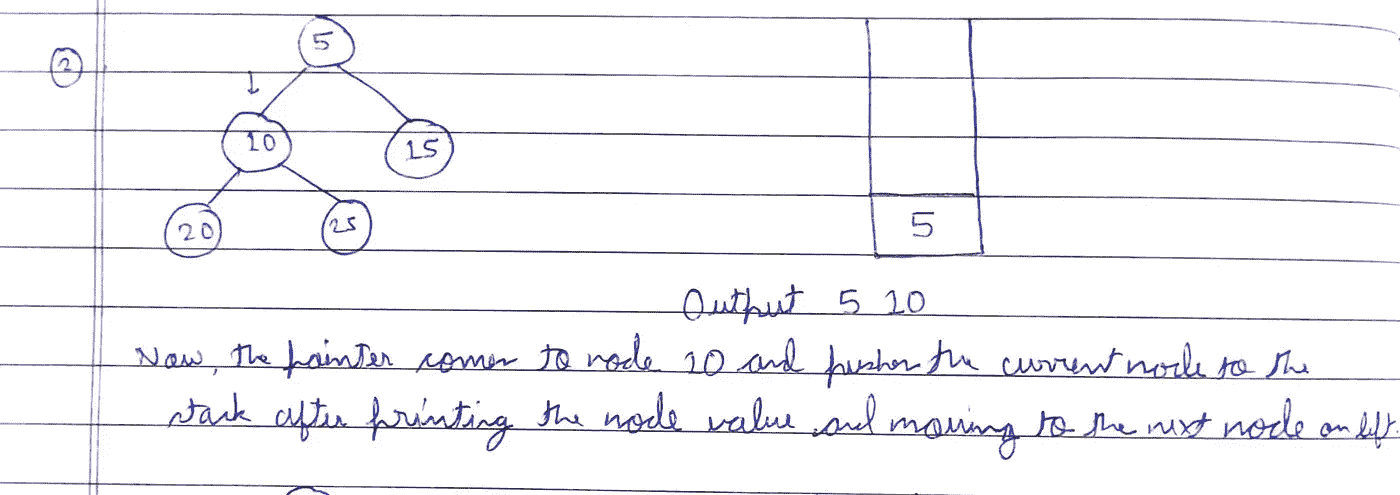 2
5
10 15
20 25
5
Output 5 10
Now, the pointer comes to node 10 and pushes the current node to the
stack after printing the node value and moving to the next node on left.